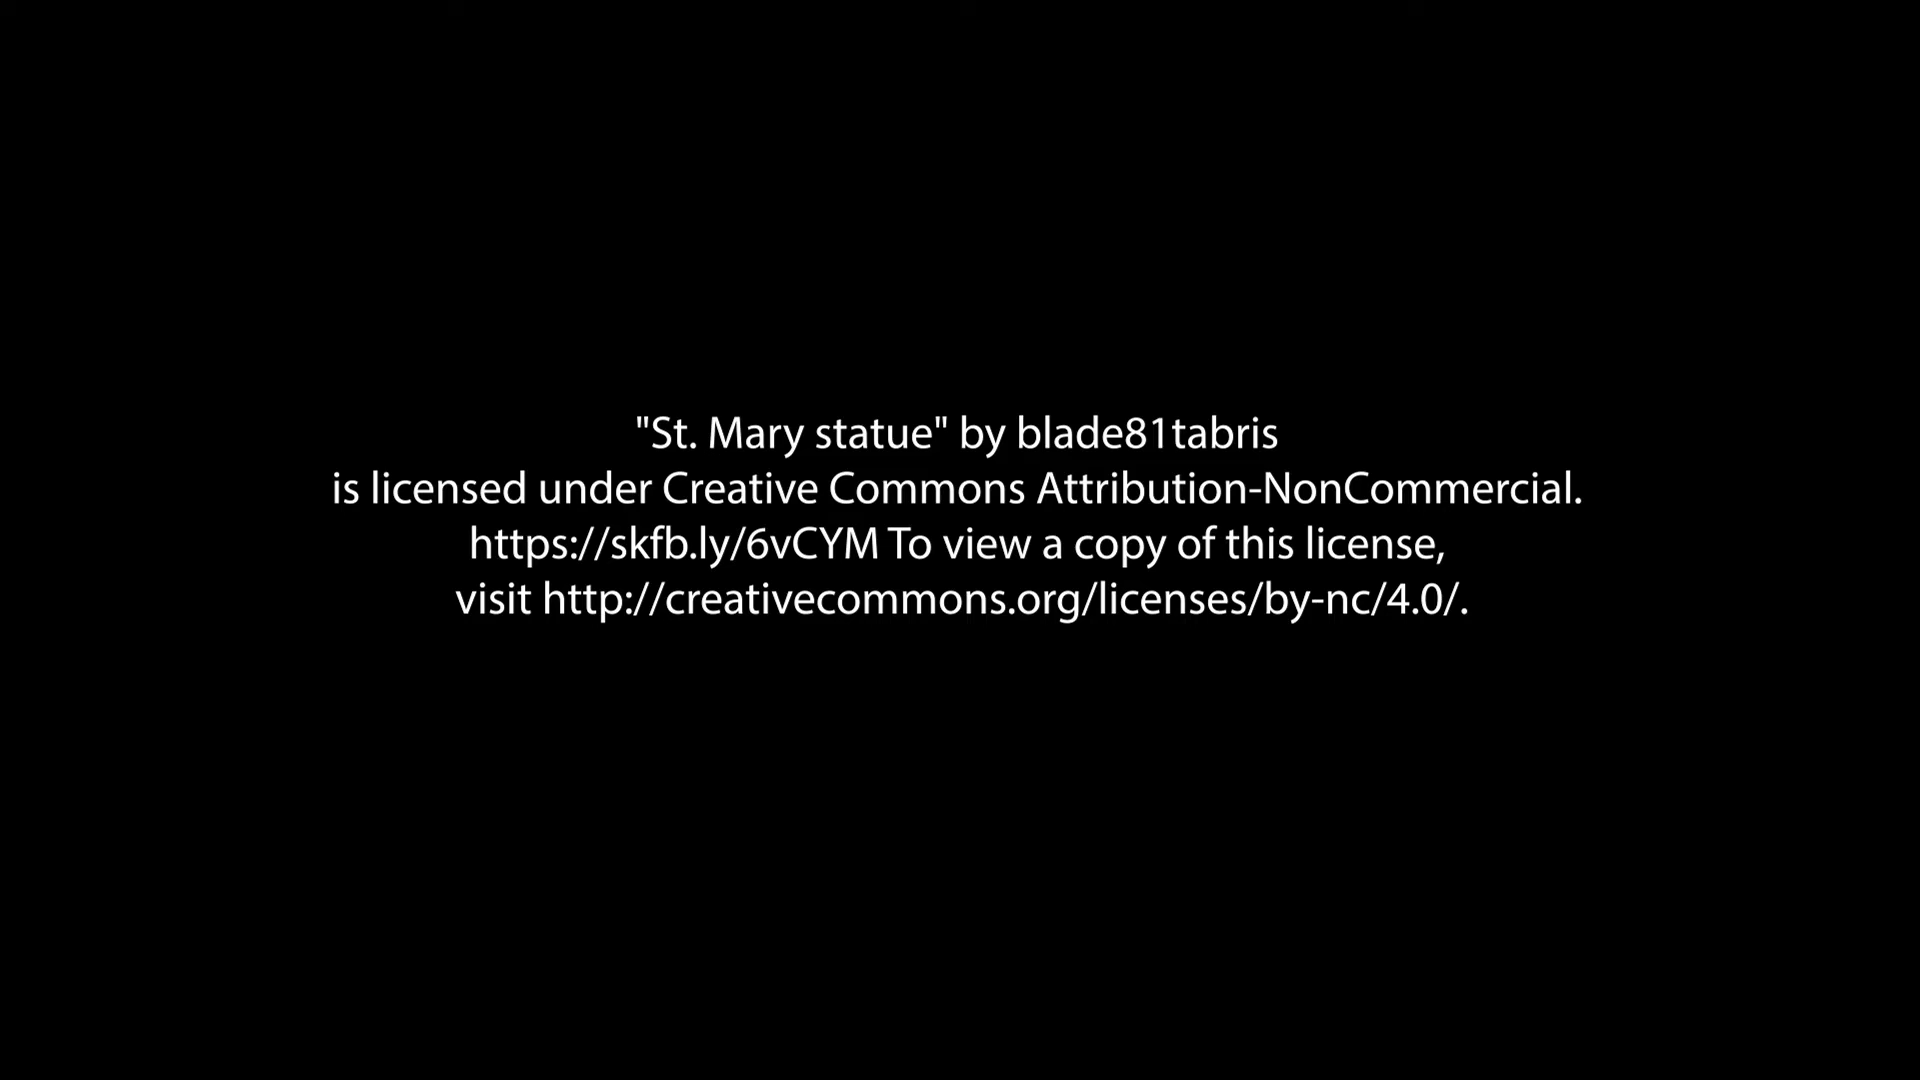 "St. Mary statue" by blade81tabris
is licensed under Creative Commons Attribution-NonCommercial.
https://skfb.ly/6vCYM To view a copy of this license,
visit http://creativecommons.org/licenses/by-nc/4.0/.